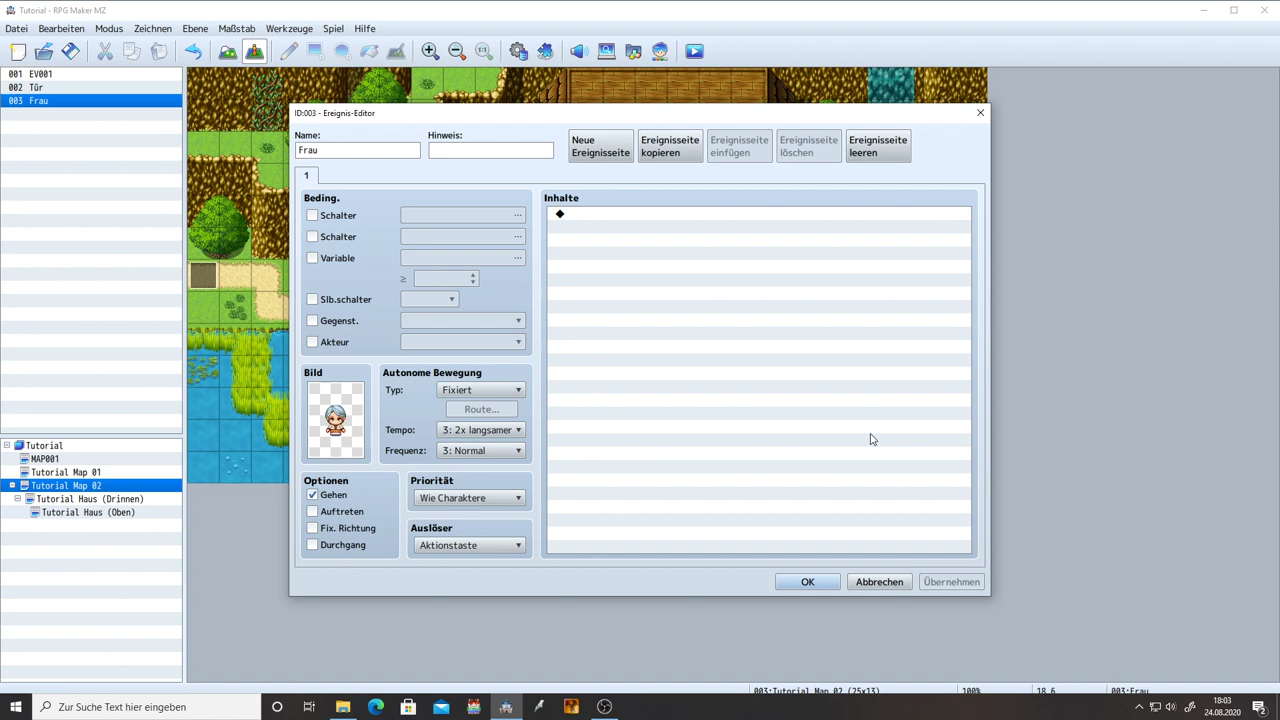 Tutorial - RPG Maker MZ
Datei Bearbeiten Modus Zeichnen Ebene Maßstab Werkzeuge Spiel Hilfe
001 EV001
002 Tür
003 Frau
ID:003 - Ereignis-Editor
Name: Hinweis:
Frau
Neue Ereignisseite
Ereignisseite kopieren
Ereignisseite einfügen
Ereignisseite löschen
Ereignisseite leeren
1
Beding.
Schalter ...
Schalter ...
Variable ...
≥
Slb.schalter
Gegenst.
Akteur
Bild
Autonome Bewegung
Typ: Fixiert
Route...
Tempo: 3: 2x langsamer
Frequenz: 3: Normal
Optionen
Gehen
Auftreten
Fix. Richtung
Durchgang
Priorität
Wie Charaktere
Auslöser
Aktionstaste
Inhalte
◆
OK Abbrechen Übernehmen
Tutorial
MAP001
Tutorial Map 01
Tutorial Map 02
Tutorial Haus (Drinnen)
Tutorial Haus (Oben)
003:Tutorial Map 02 (25x13) 100% 18,6 003:Frau
Zur Suche Text hier eingeben
18:03
24.08.2020
2